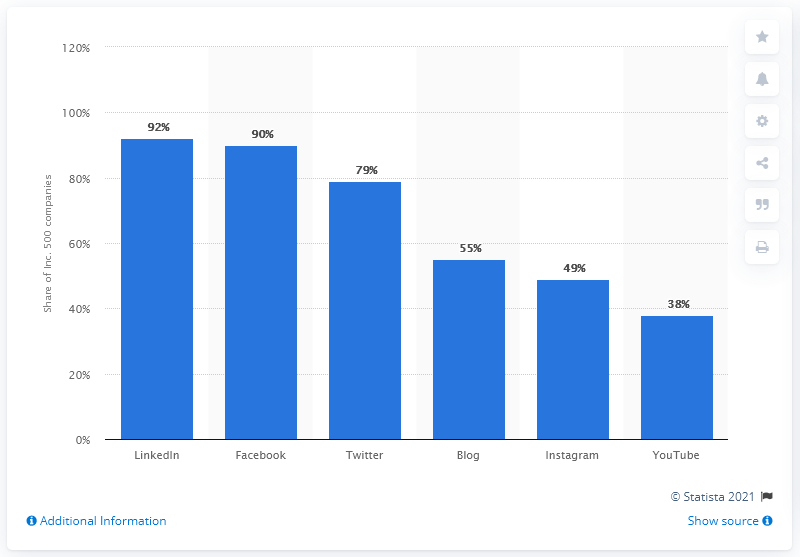 120%
100%
80%
60%
40%
20%
0%
Share of Inc. 500 companies
92%
90%
79%
55%
49%
38%
LinkedIn
Facebook
Twitter
Blog
Instagram
YouTube
© Statista 2021
Additional Information
Show source